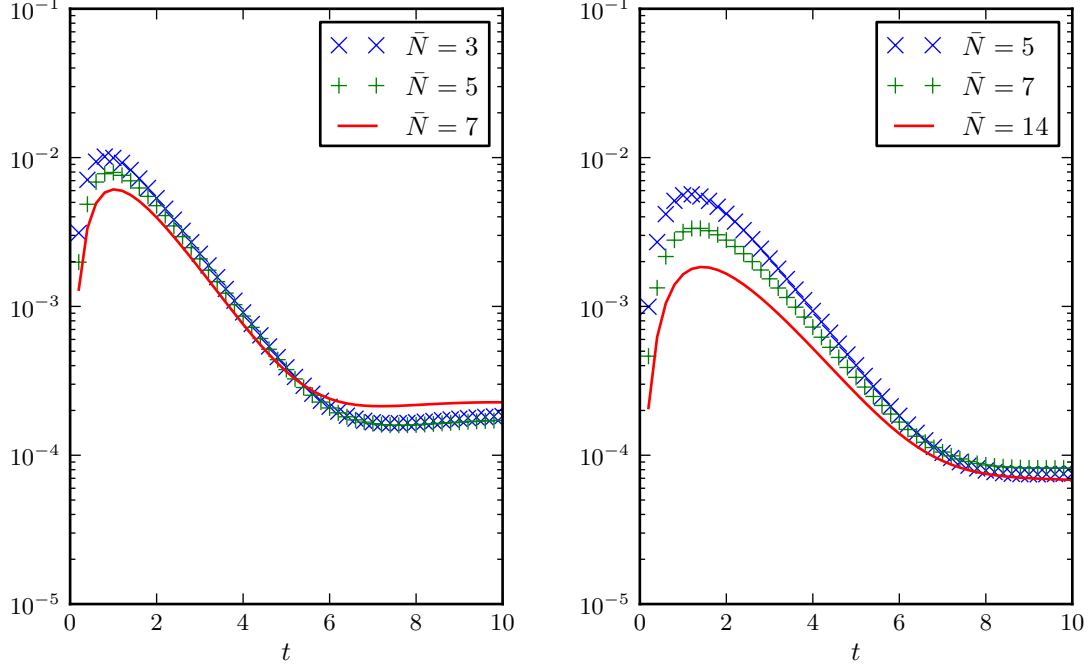 10⁻¹
10⁻²
10⁻³
10⁻⁴
10⁻⁵
0 2 4 6 8 10
t
N̄ = 3
N̄ = 5
N̄ = 7
10⁻¹
10⁻²
10⁻³
10⁻⁴
10⁻⁵
0 2 4 6 8 10
t
N̄ = 5
N̄ = 7
N̄ = 14